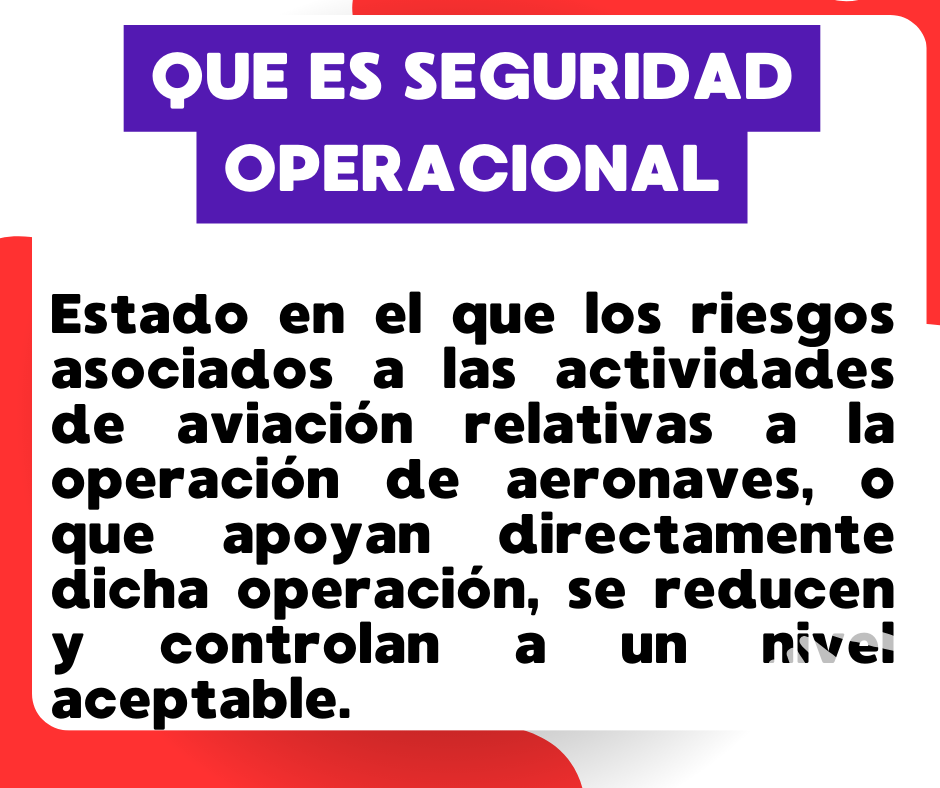 QUE ES SEGURIDAD
OPERACIONAL
Estado en el que los riesgos
asociados a las actividades
de aviación relativas a la
operación de aeronaves, o
que apoyan directamente
dicha operación, se reducen
y controlan a un nivel
aceptable.